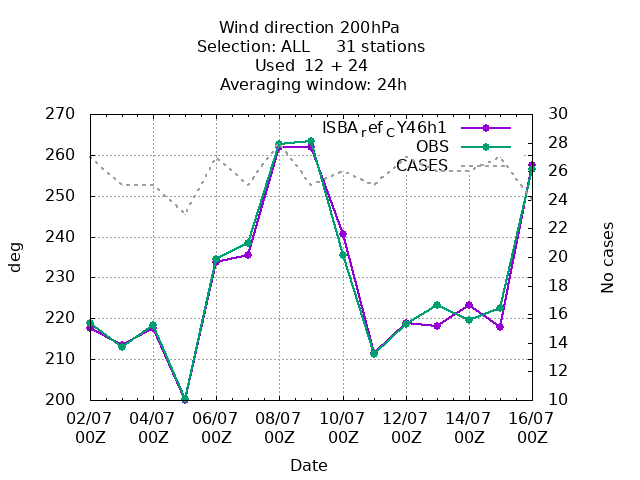 Wind direction 200hPa
Selection: ALL 31 stations
Used 12 + 24
Averaging window: 24h
270 30
ISBA_ref_CY46h1
28
OBS
260
26
CASES
250
24
240
22
20
230
18
220
16
14
210
12
200 10
deg
No cases
02/07 04/07 06/07 08/07 10/07 12/07 14/07 16/07
00Z 00Z 00Z 00Z 00Z 00Z 00Z 00Z
Date